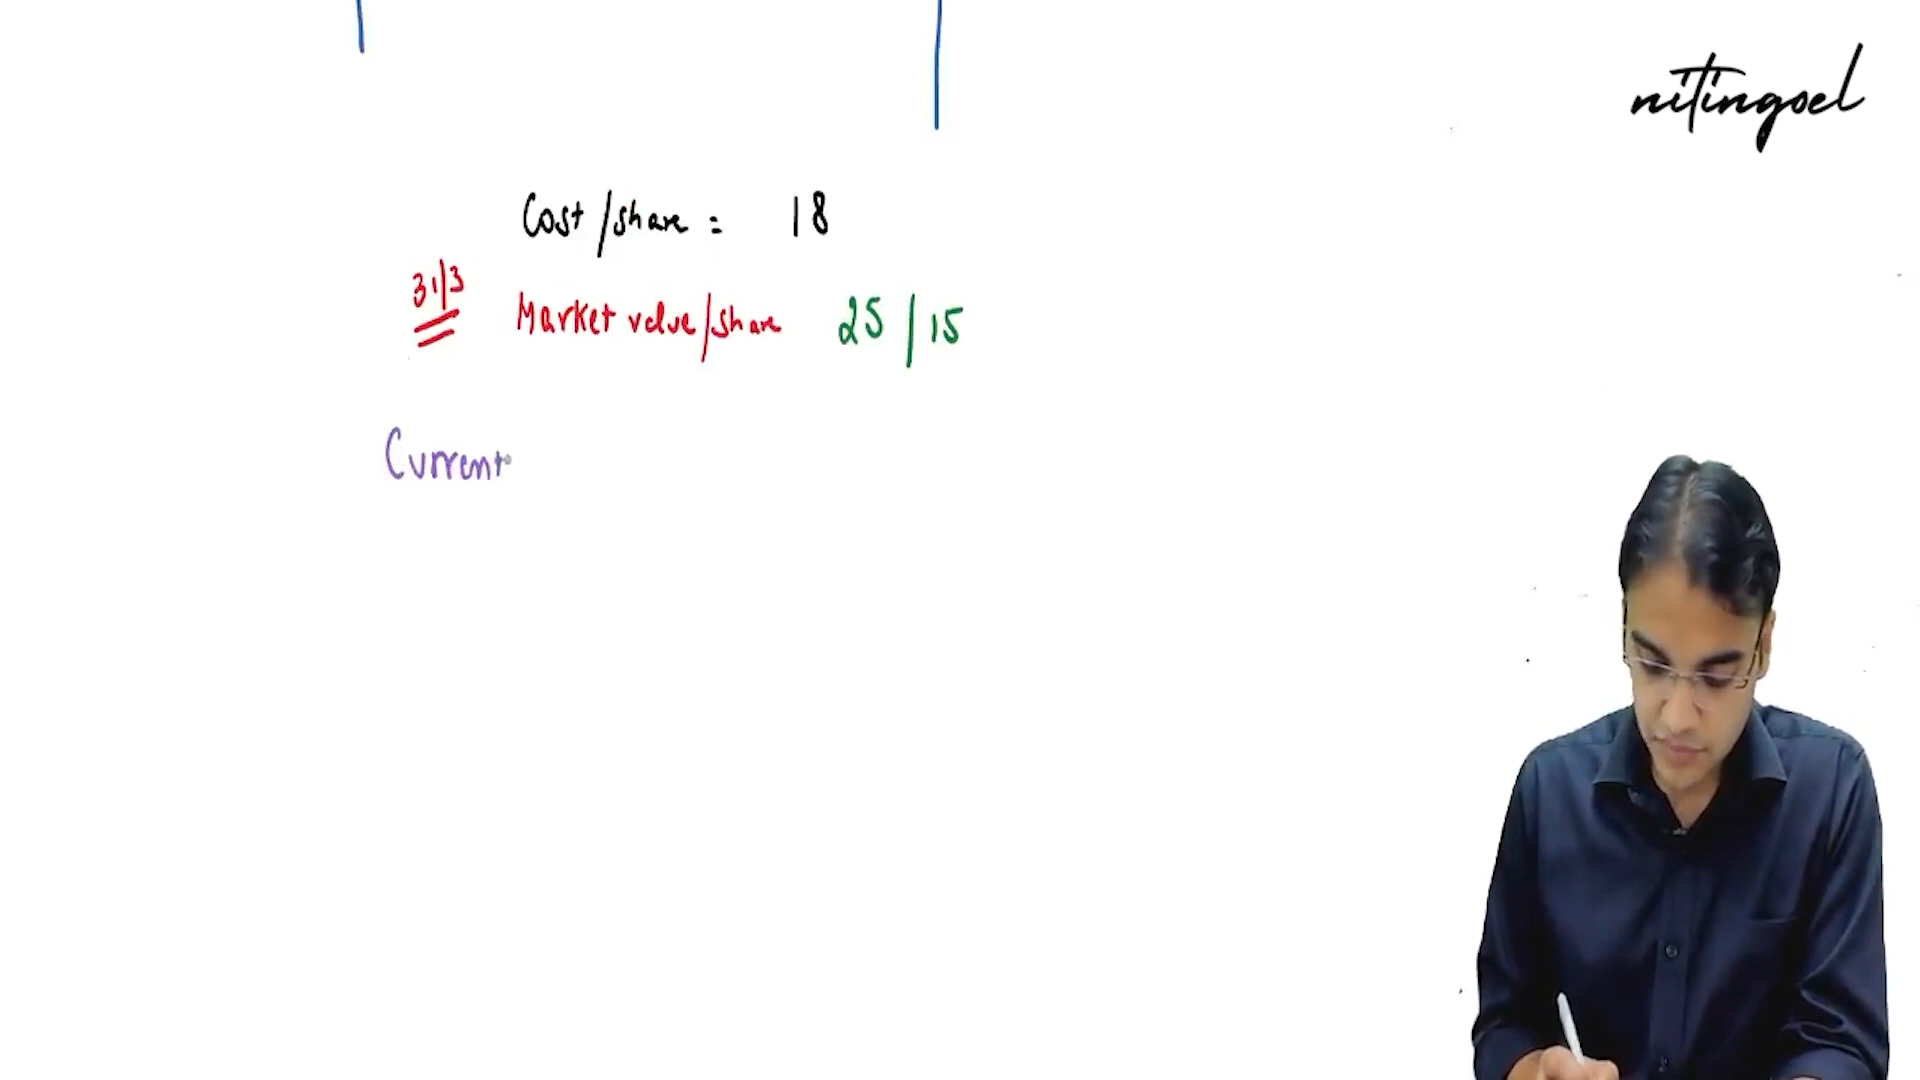 nitingoel
Cost/share = 18
31/3 Market value/share 25/15
Current